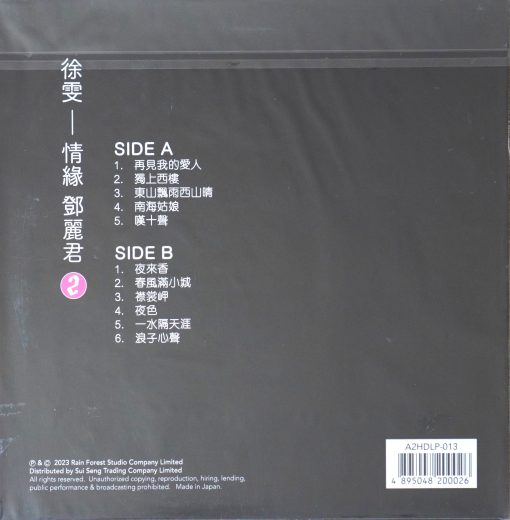 徐雯 — 情緣 鄧麗君
2
SIDE A
1. 再見我的愛人
2. 獨上西樓
3. 東山飄雨西山晴
4. 南海姑娘
5. 嘆十聲
SIDE B
1. 夜來香
2. 春風滿小城
3. 襟裳岬
4. 夜色
5. 一水隔天涯
6. 浪子心聲
℗ & © 2023 Rain Forest Studio Company Limited
Distributed by Sui Seng Trading Company Limited
All rights reserved. Unauthorized copying, reproduction, hiring, lending,
public performance & broadcasting prohibited. Made in Japan.
A2HDLP-013
4 895048 200026